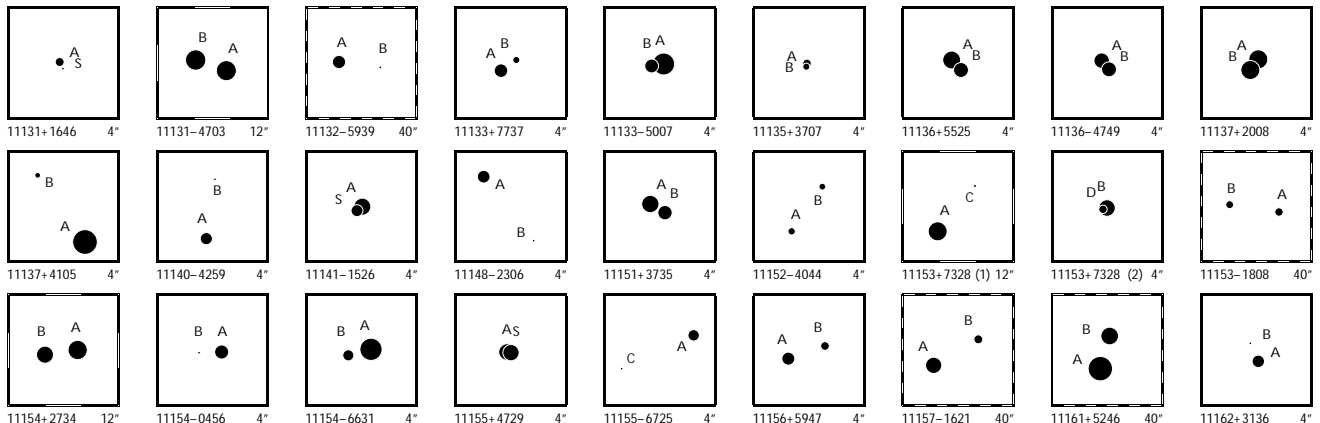 A
S
B A
A B
A B
B A
A
B
A
B
A
B
A
B
11131+1646 4″
11131−4703 12″
11132−5939 40″
11133+7737 4″
11133−5007 4″
11135+3707 4″
11136+5525 4″
11136−4749 4″
11137+2008 4″
B
A
B
A
A
S
A
B
A
B
A
B
C
A
D B
B A
11137+4105 4″
11140−4259 4″
11141−1526 4″
11148−2306 4″
11151+3735 4″
11152−4044 4″
11153+7328 (1) 12″
11153+7328 (2) 4″
11153−1808 40″
B A
B A
B A
A S
C A
A B
A B
B
A
B
A
11154+2734 12″
11154−0456 4″
11154−6631 4″
11155+4729 4″
11155−6725 4″
11156+5947 4″
11157−1621 40″
11161+5246 40″
11162+3136 4″